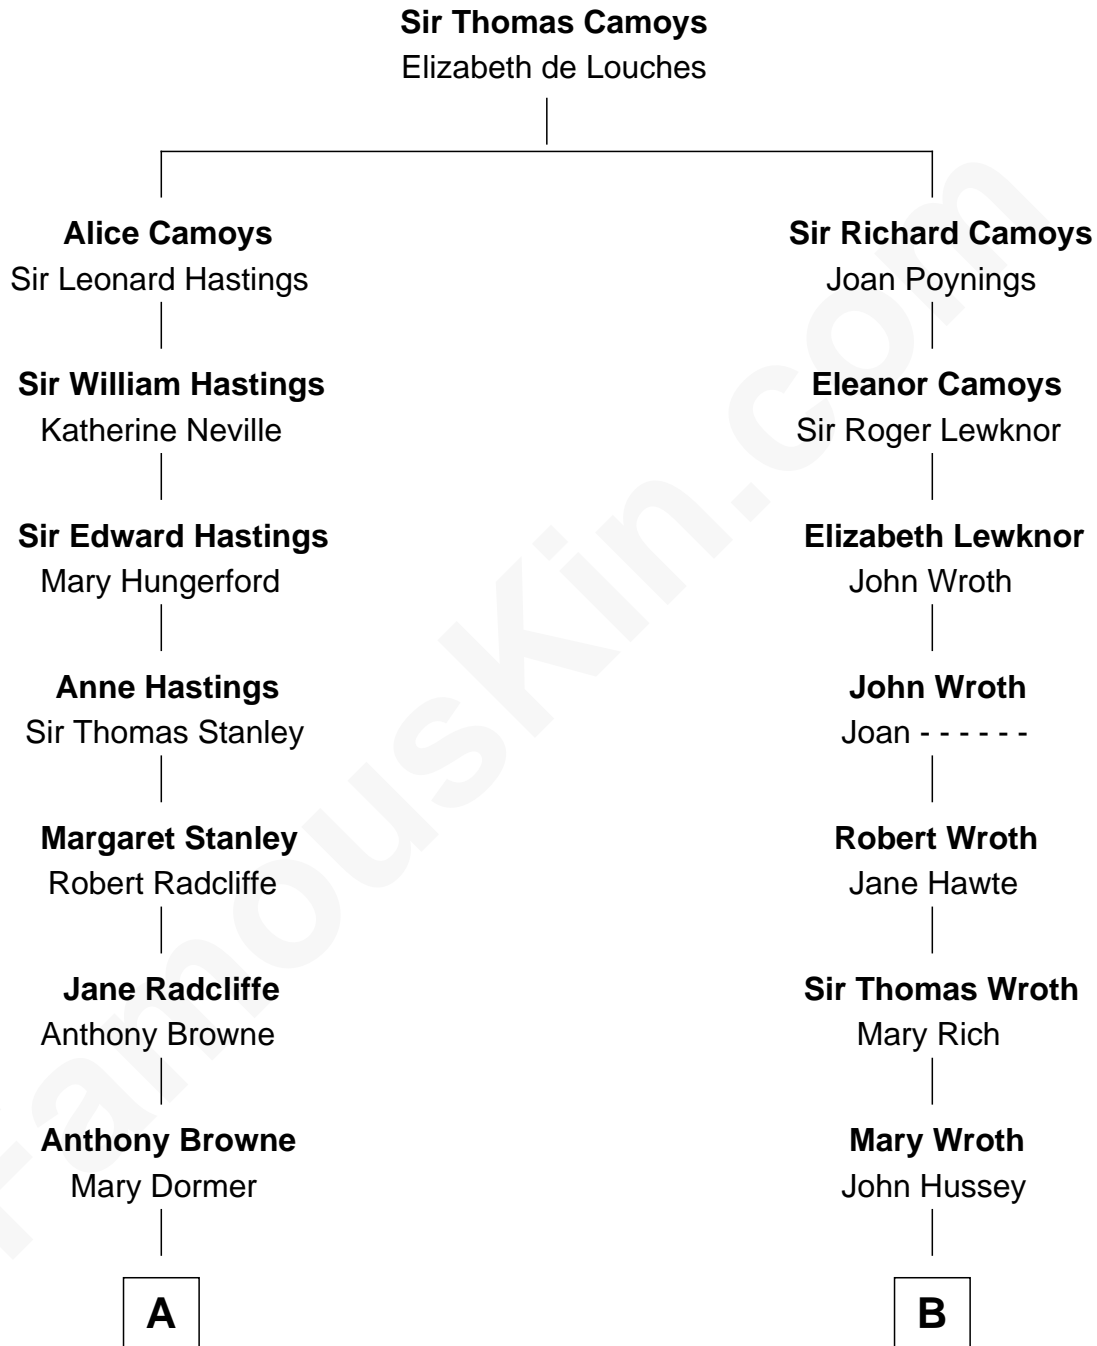 Sir Thomas Camoys
Elizabeth de Louches
Alice Camoys
Sir Leonard Hastings
Sir William Hastings
Katherine Neville
Sir Edward Hastings
Mary Hungerford
Anne Hastings
Sir Thomas Stanley
Margaret Stanley
Robert Radcliffe
Jane Radcliffe
Anthony Browne
Anthony Browne
Mary Dormer
A
Sir Richard Camoys
Joan Poynings
Eleanor Camoys
Sir Roger Lewknor
Elizabeth Lewknor
John Wroth
John Wroth
Joan - - - - - -
Robert Wroth
Jane Hawte
Sir Thomas Wroth
Mary Rich
Mary Wroth
John Hussey
B
FamousKin.com